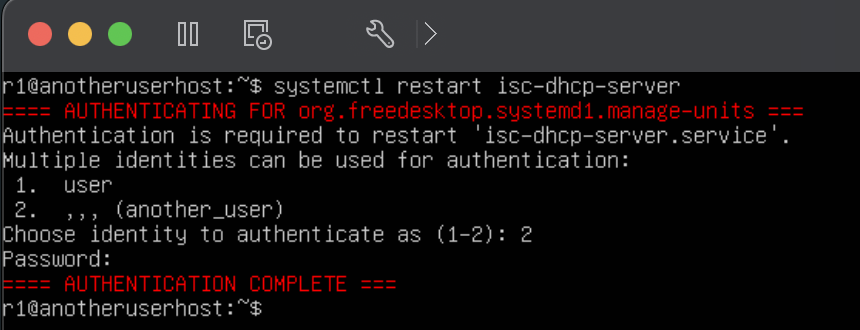 r1@anotheruserhost:~$ systemctl restart isc-dhcp-server
==== AUTHENTICATING FOR org.freedesktop.systemd1.manage-units ===
Authentication is required to restart 'isc-dhcp-server.service'.
Multiple identities can be used for authentication:
 1.  user
 2.  ,,, (another_user)
Choose identity to authenticate as (1-2): 2
Password:
==== AUTHENTICATION COMPLETE ===
r1@anotheruserhost:~$